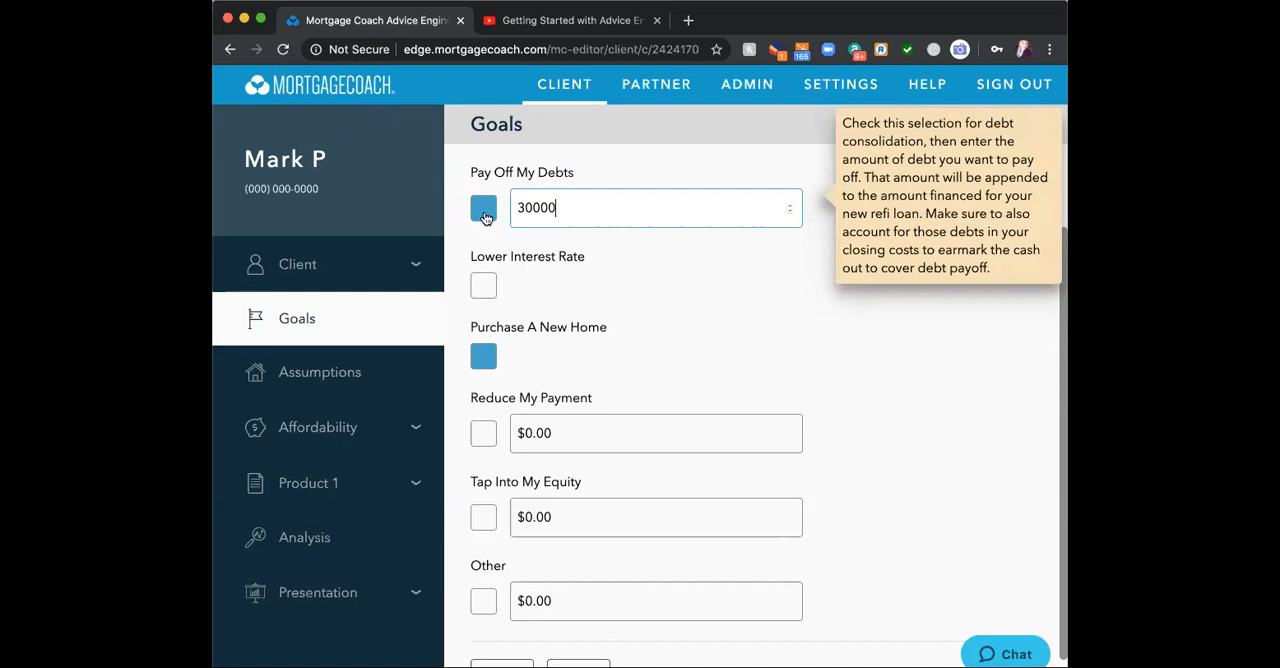 Mortgage Coach Advice Engin
Getting Started with Advice Er
Not Secure
edge.mortgagecoach.com/mc-editor/client/c/2424170
1
166
9+
MORTGAGECOACH.
CLIENT
PARTNER
ADMIN
SETTINGS
HELP
SIGN OUT
Mark P
(000) 000-0000
Client
Goals
Assumptions
Affordability
Product 1
Analysis
Presentation
Goals
Pay Off My Debts
30000
Lower Interest Rate
Purchase A New Home
Reduce My Payment
$0.00
Tap Into My Equity
$0.00
Other
$0.00
Check this selection for debt
consolidation, then enter the
amount of debt you want to pay
off. That amount will be appended
to the amount financed for your
new refi loan. Make sure to also
account for those debts in your
closing costs to earmark the cash
out to cover debt payoff.
Chat